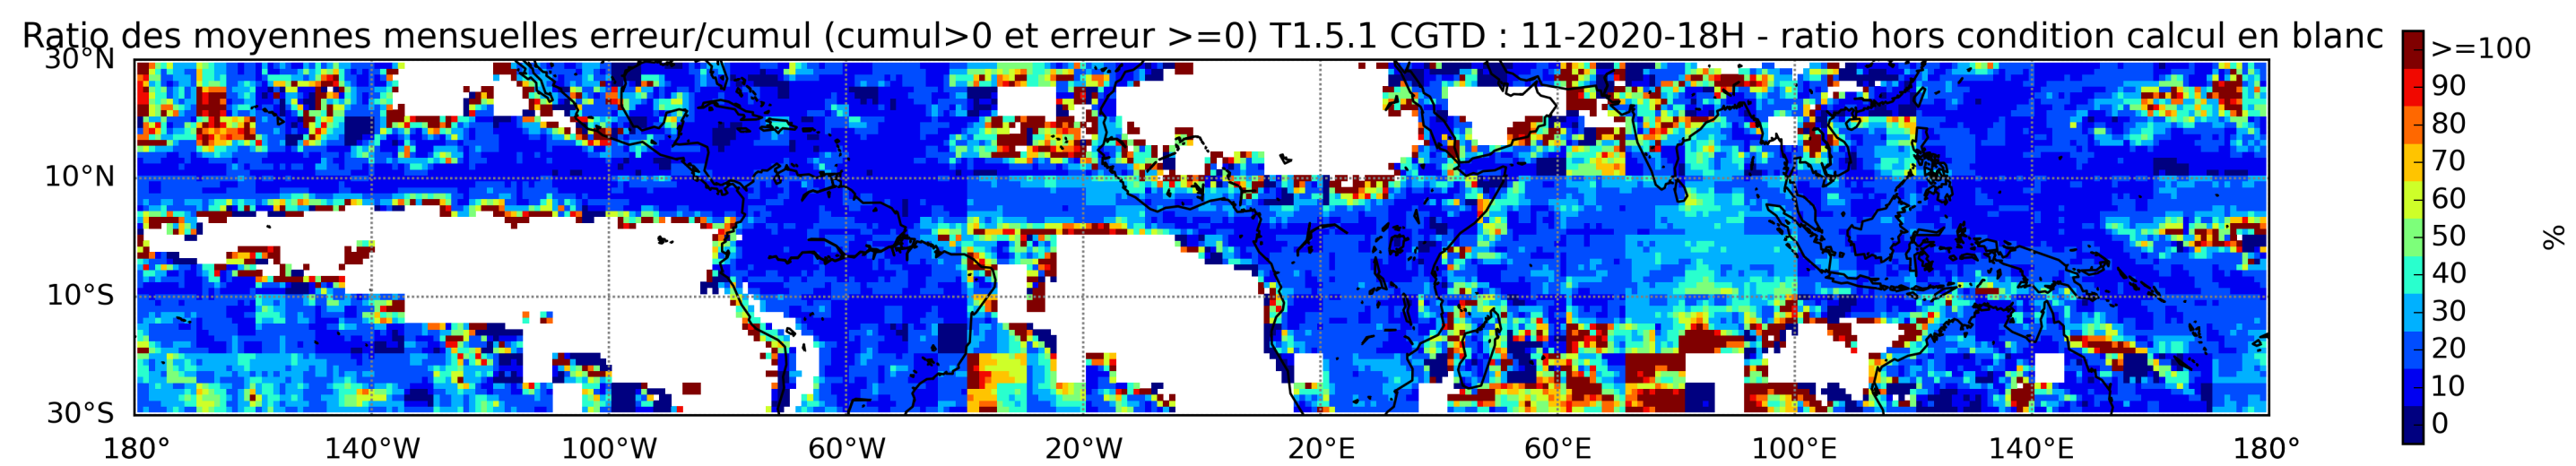 Ratio des moyennes mensuelles erreur/cumul (cumul>0 et erreur >=0) T1.5.1 CGTD : 11-2020-18H - ratio hors condition calcul en blanc
30°N
10°N
10°S
30°S
180° 140°W 100°W 60°W 20°W 20°E 60°E 100°E 140°E 180°
>=100
90
80
70
60
50
40
30
20
10
0
%